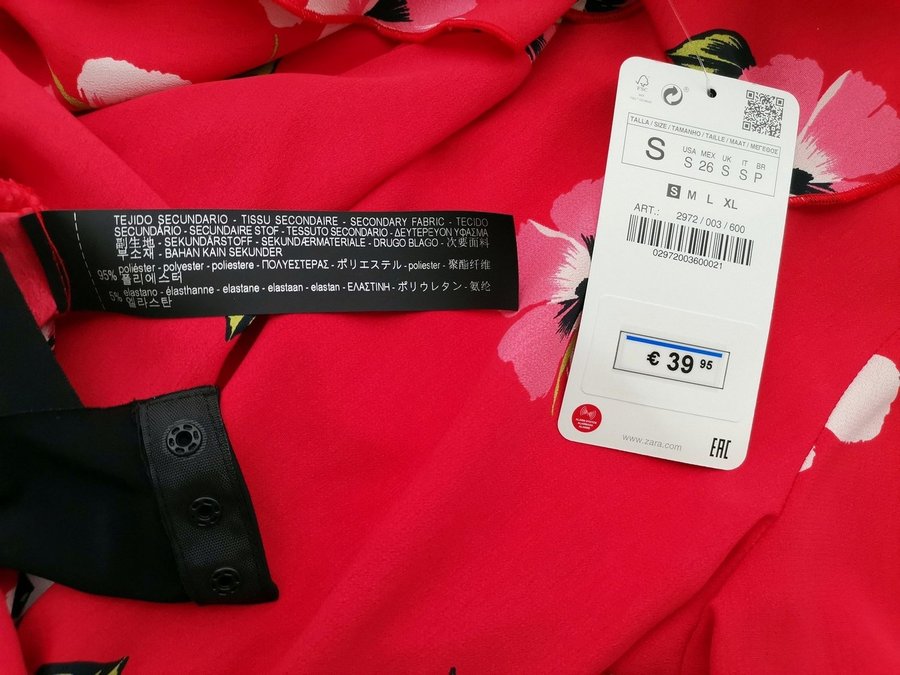 TEJIDO SECUNDARIO - TISSU SECONDAIRE - SECONDARY FABRIC - TECIDO
SECUNDÁRIO - SECUNDAIRE STOF - TESSUTO SECONDARIO - ΔΕΥΤΕΡΕΥΟΝ ΥΦΑΣΜΑ
副生地 - SEKUNDÄRSTOFF - SEKUNDÆRMATERIALE - DRUGO BLAGO - 次要面料
부소재 - BAHAN KAIN SEKUNDER
95% poliéster - polyester - poliestere - ΠΟΛΥΕΣΤΕΡΑΣ - ポリエステル - poliester - 聚酯纤维
폴리에스터
5% elastano - élasthanne - elastane - elastaan - elastan - ΕΛΑΣΤΙΝΗ - ポリウレタン - 氨纶
엘라스탄
FSC
TALLA / SIZE / TAMANHO / TAILLE / MAAT / ΜΕΓΕΘΟΣ
S USA MEX UK IT BR
S 26 S S P
S M L XL
ART.: 2972 / 003 / 600
02972003600021
€ 39 95
www.zara.com
EAC